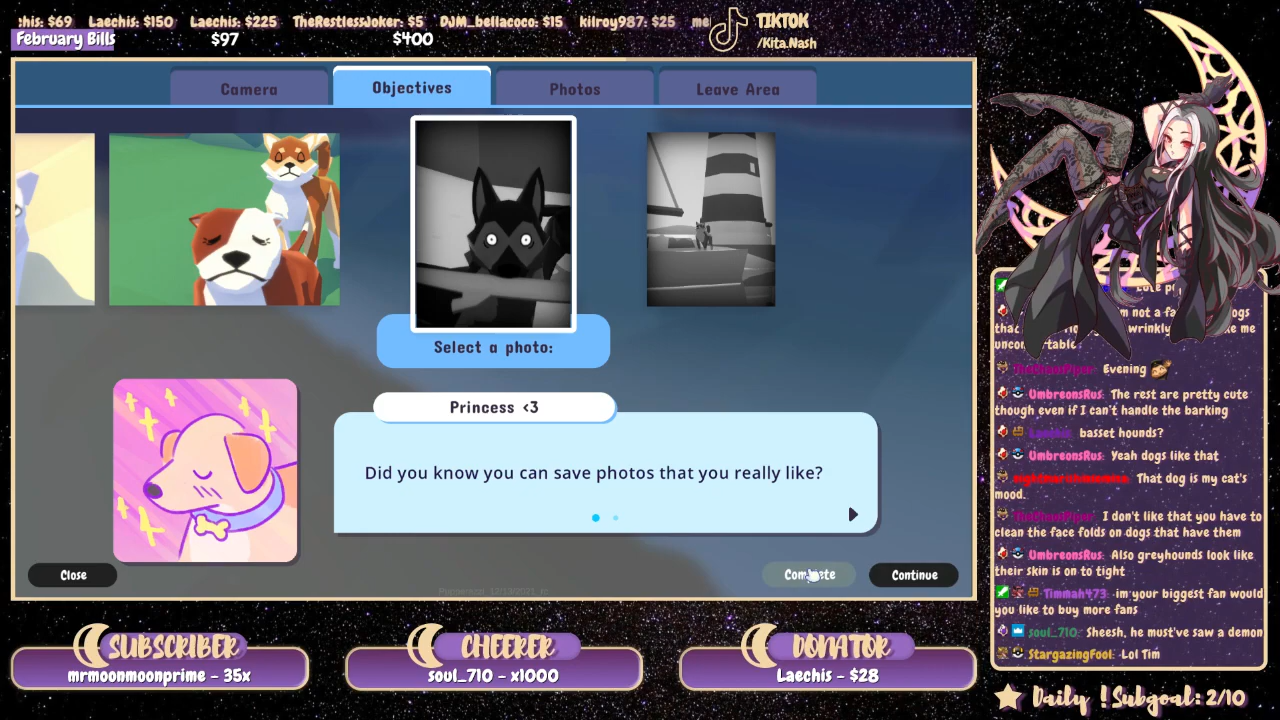 :his: $69 Laechis: $150 Laechis: $225 TheRestlessJoker: $5 DJM_bellacoco: $15 kilroy987: $25 me
February Bills $97 $400
TIKTOK
/Kita.Nash
Camera Objectives Photos Leave Area
Select a photo:
Princess <3
Did you know you can save photos that you really like?
Close
Continue
SUBSCRIBER
mrmoonmoonprime - 35x
CHEERER
soul_710 - x1000
DONATOR
Laechis - $28
Evening
UmbreonsRus: The rest are pretty cute
though even if I can't handle the barking
basset hounds?
UmbreonsRus: Yeah dogs like that
That dog is my cat's
mood.
I don't like that you have to
clean the face folds on dogs that have them
UmbreonsRus: Also greyhounds look like
their skin is on to tight
Timmah473: im your biggest fan would
you like to buy more fans
soul_710: Sheesh, he must've saw a demon
StargazingFool: Lol Tim
Daily !Subgoal: 2/10